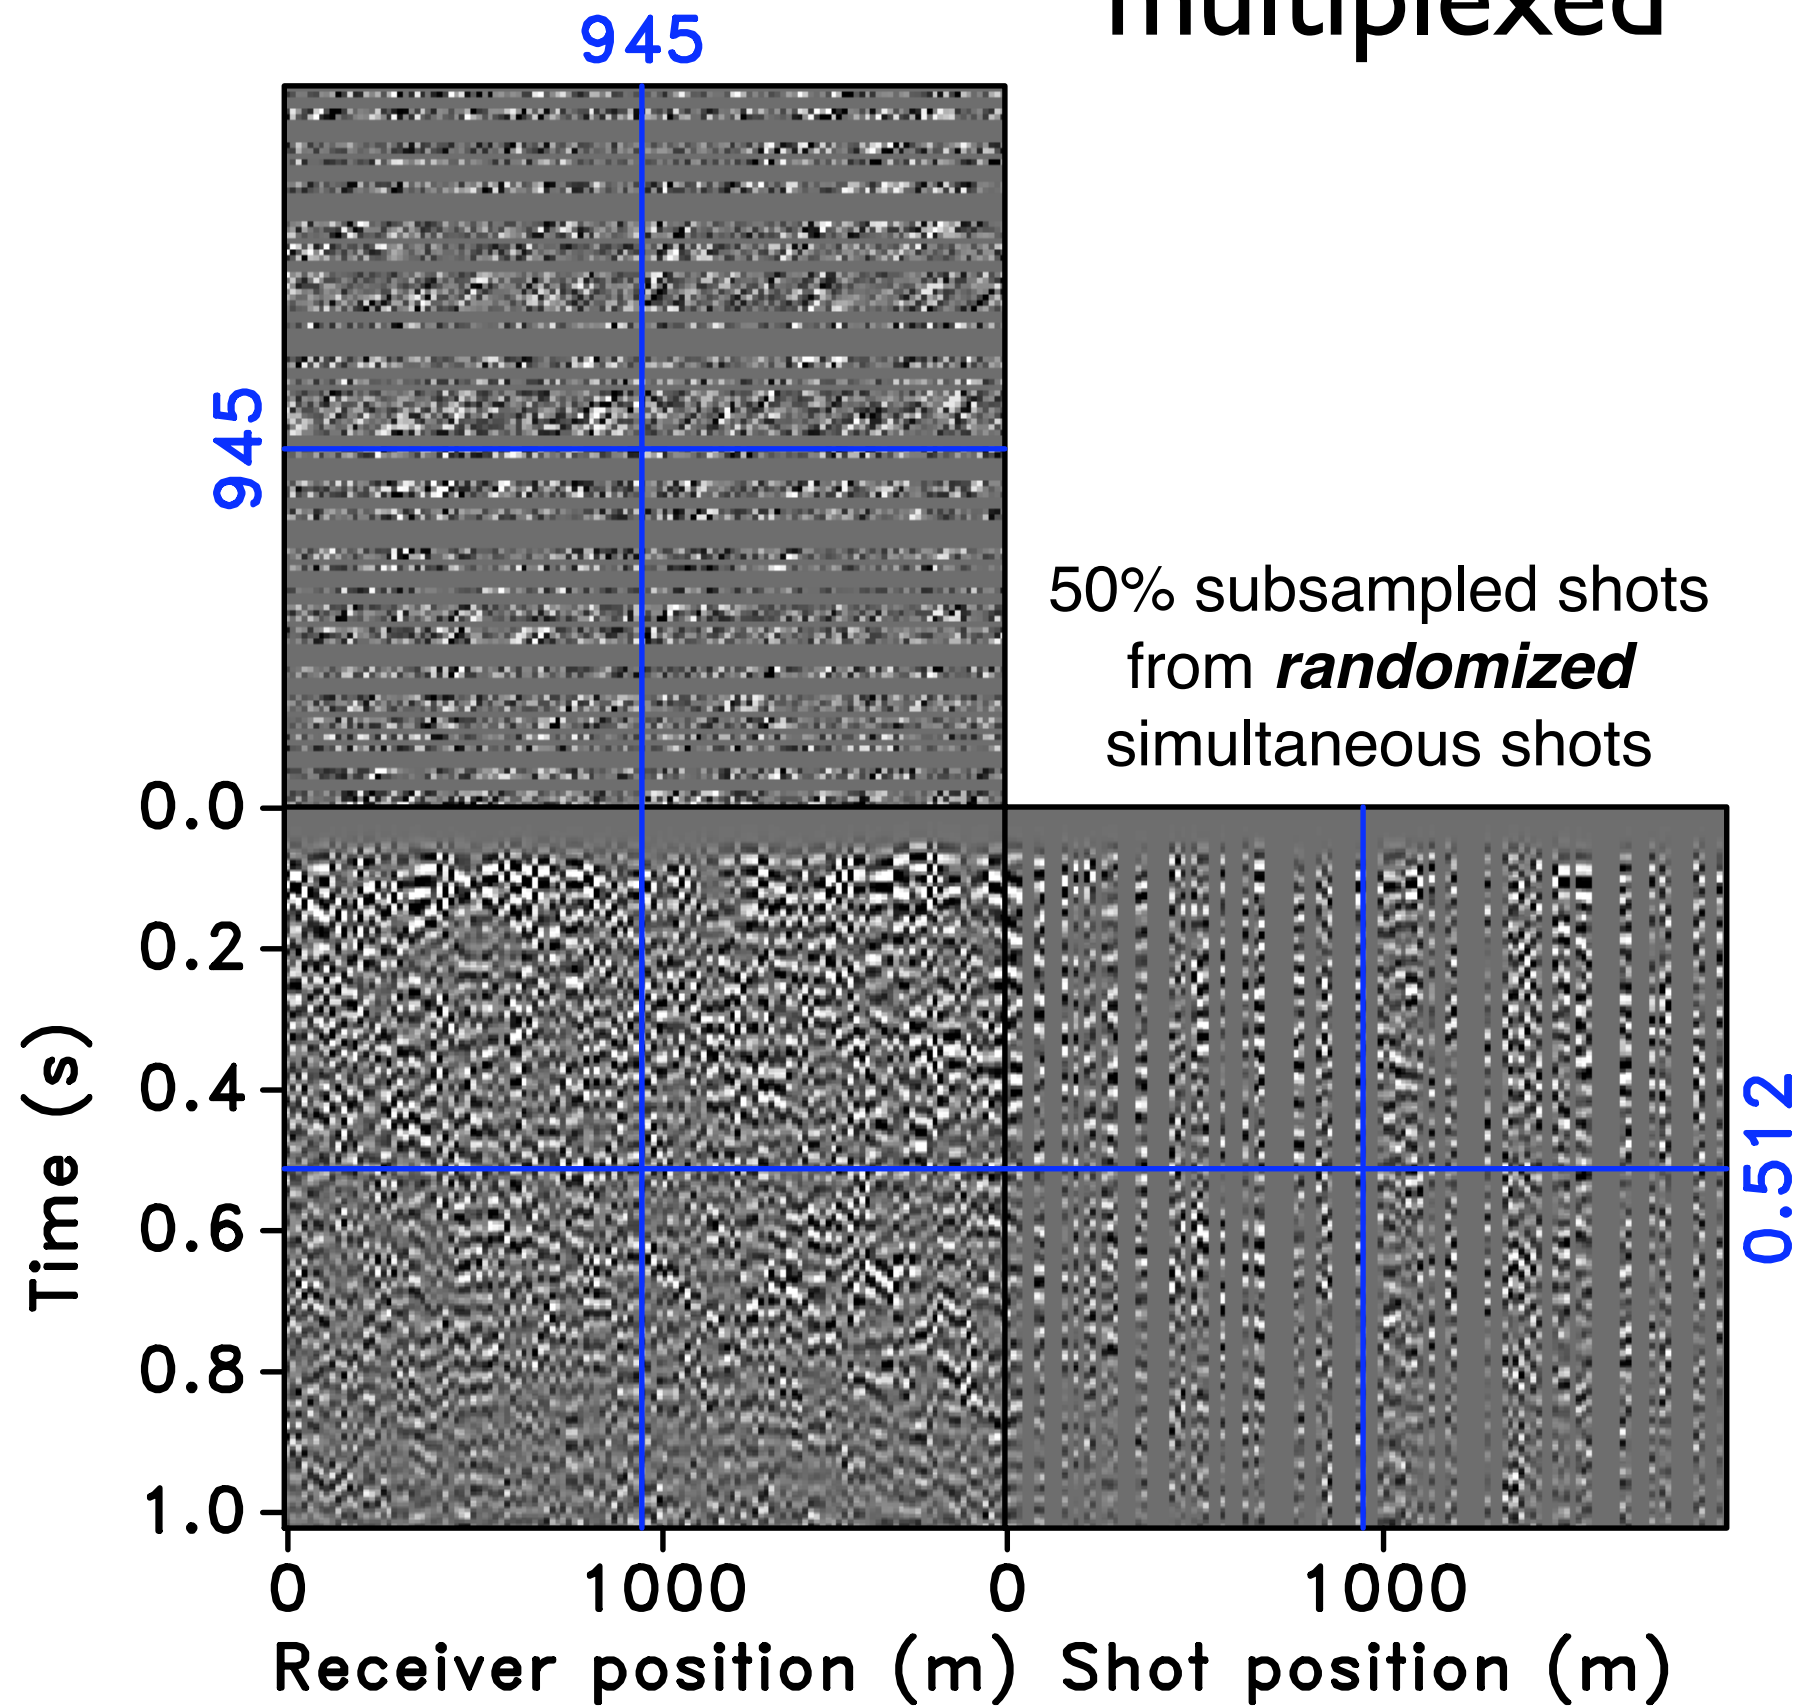 multiplexed
945
945
50% subsampled shots
from randomized
simultaneous shots
0.0
0.2
0.4
0.6
0.8
1.0
Time (s)
0.512
0 1000 0 1000
Receiver position (m) Shot position (m)